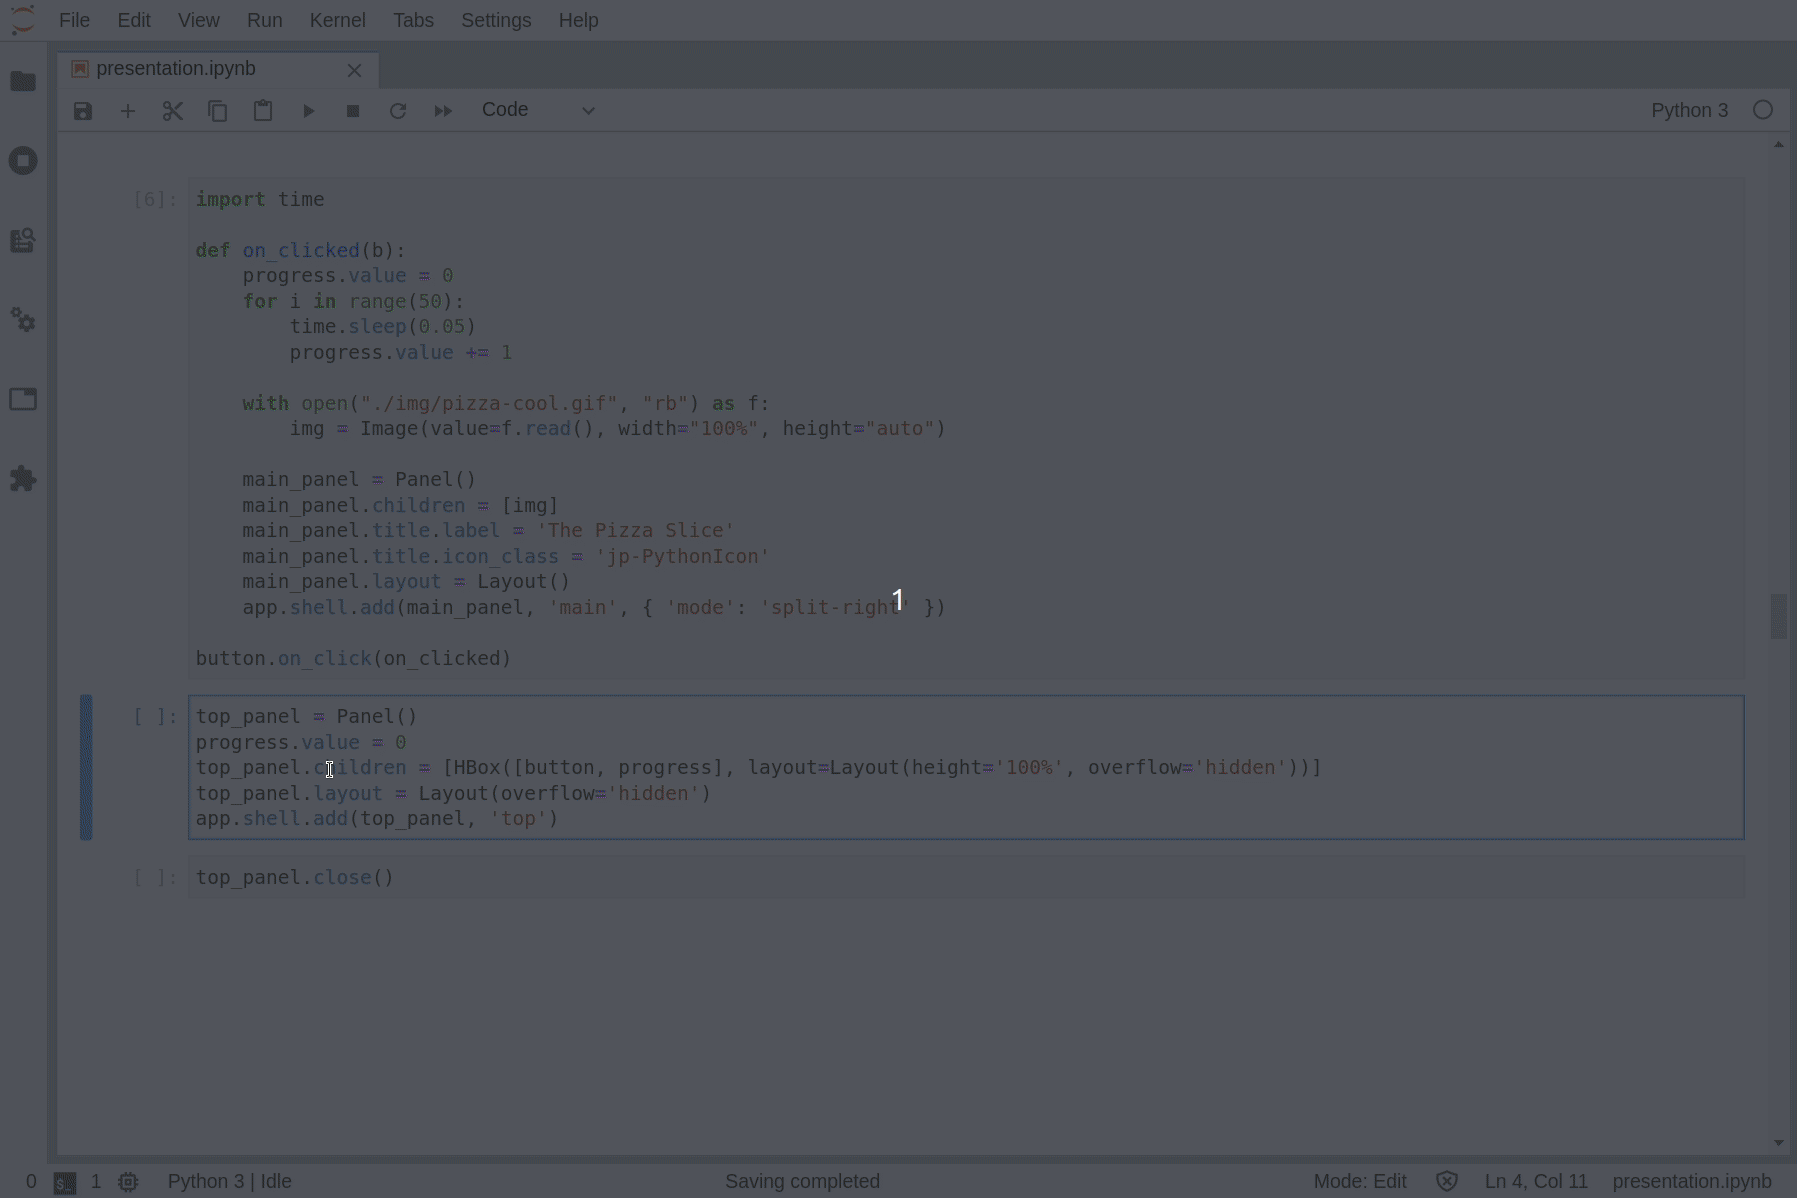 File Edit View Run Kernel Tabs Settings Help
presentation.ipynb
Code
Python 3
[6]:
import time
def on_clicked(b):
    progress.value = 0
    for i in range(50):
        time.sleep(0.05)
        progress.value += 1
    with open("./img/pizza-cool.gif", "rb") as f:
        img = Image(value=f.read(), width="100%", height="auto")
    main_panel = Panel()
    main_panel.children = [img]
    main_panel.title.label = 'The Pizza Slice'
    main_panel.title.icon_class = 'jp-PythonIcon'
    main_panel.layout = Layout()
    app.shell.add(main_panel, 'main', { 'mode': 'split-right' })
1
button.on_click(on_clicked)
[ ]:
top_panel = Panel()
progress.value = 0
top_panel.children = [HBox([button, progress], layout=Layout(height='100%', overflow='hidden'))]
top_panel.layout = Layout(overflow='hidden')
app.shell.add(top_panel, 'top')
[ ]:
top_panel.close()
0 $_ 1 Python 3 | Idle Saving completed Mode: Edit Ln 4, Col 11 presentation.ipynb